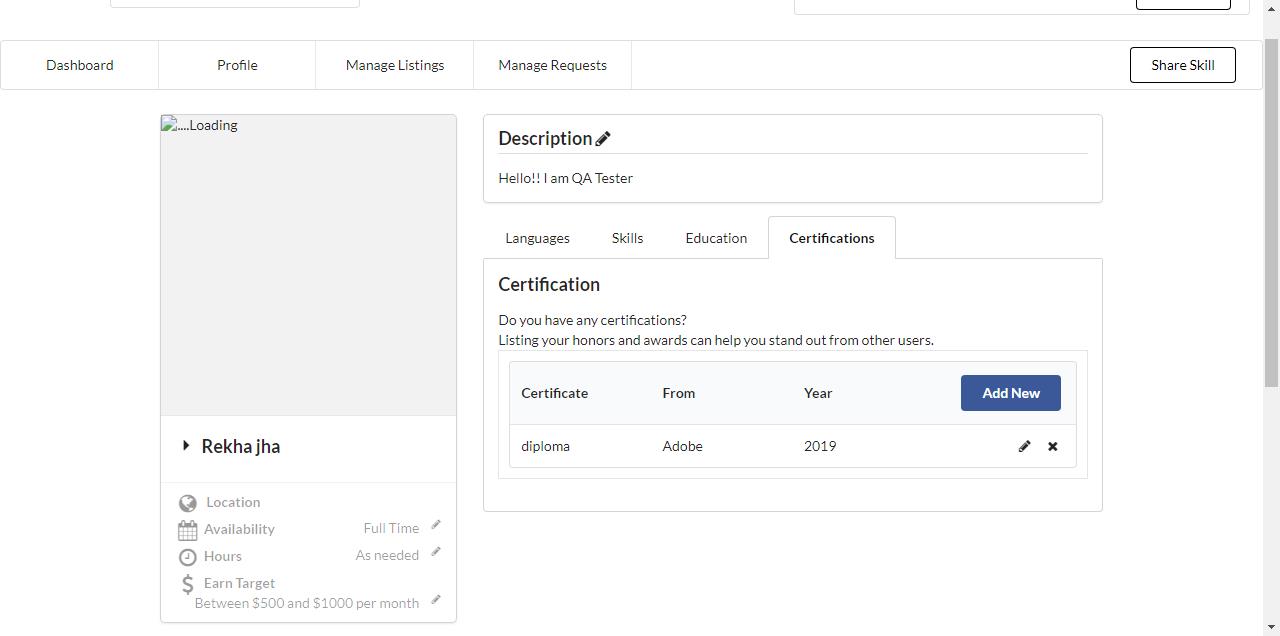 Dashboard Profile Manage Listings Manage Requests Share Skill
....Loading
Rekha jha
Location
Availability Full Time
Hours As needed
Earn Target
Between $500 and $1000 per month
Description
Hello!! I am QA Tester
Languages Skills Education Certifications
Certification
Do you have any certifications?
Listing your honors and awards can help you stand out from other users.
Certificate From Year Add New
diploma Adobe 2019